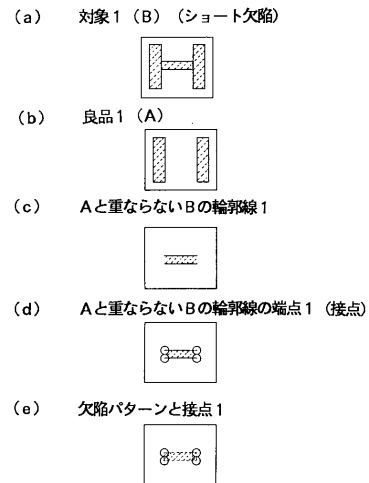 (a) 対象1(B)(ショート欠陥)
(b) 良品1(A)
(c) Aと重ならないBの輪郭線1
(d) Aと重ならないBの輪郭線の端点1(接点)
(e) 欠陥パターンと接点1